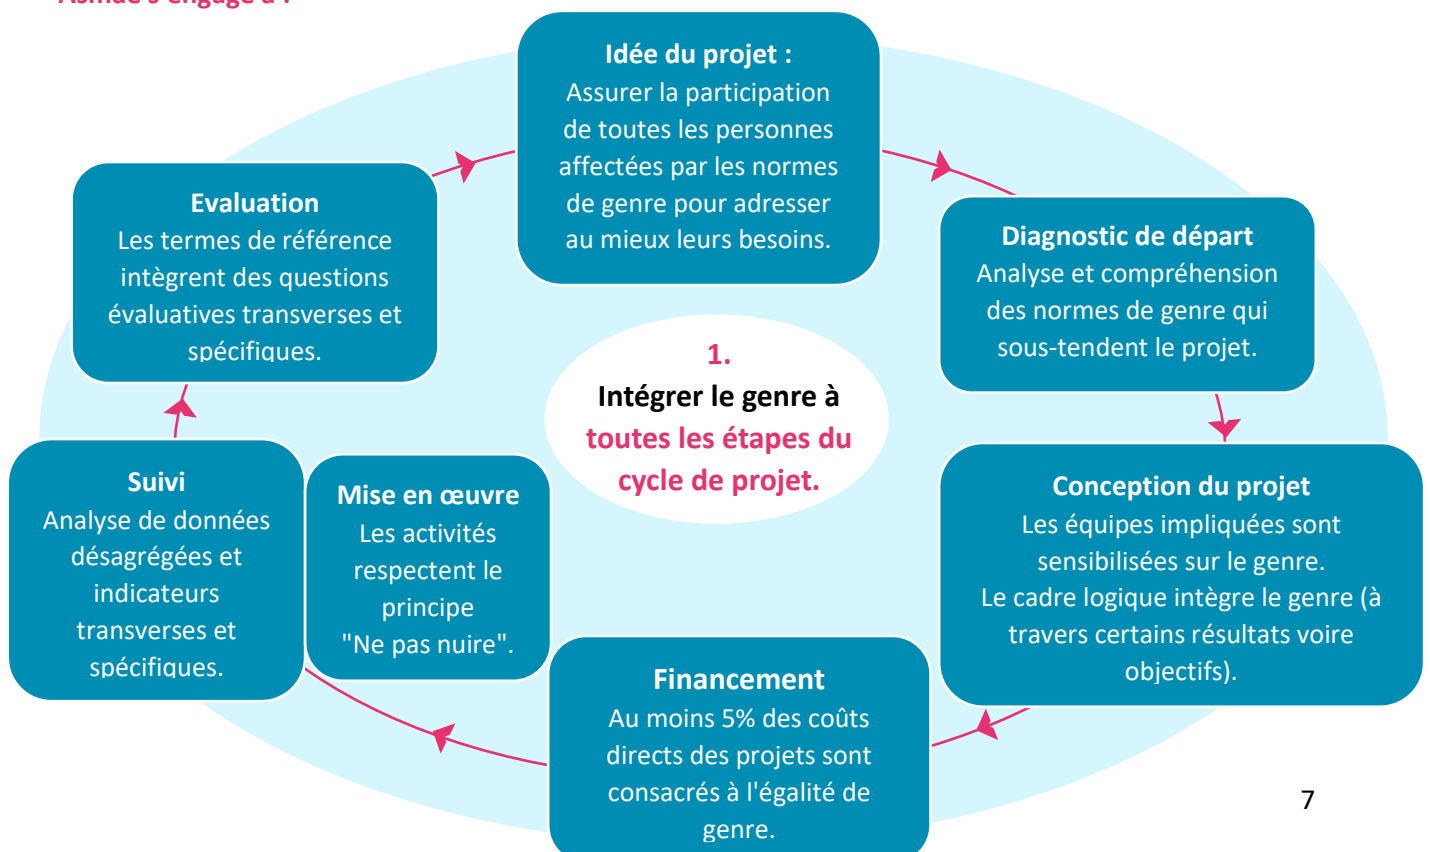 Idée du projet :
Assurer la participation
de toutes les personnes
affectées par les normes
de genre pour adresser
au mieux leurs besoins.
Diagnostic de départ
Analyse et compréhension
des normes de genre qui
sous-tendent le projet.
Conception du projet
Les équipes impliquées sont
sensibilisées sur le genre.
Le cadre logique intègre le genre (à
travers certains résultats voire
objectifs).
Financement
Au moins 5% des coûts
directs des projets sont
consacrés à l'égalité de
genre.
Mise en œuvre
Les activités
respectent le
principe
"Ne pas nuire".
Suivi
Analyse de données
désagrégées et
indicateurs
transverses et
spécifiques.
Evaluation
Les termes de référence
intègrent des questions
évaluatives transverses et
spécifiques.
1.
Intégrer le genre à
toutes les étapes du
cycle de projet.
7